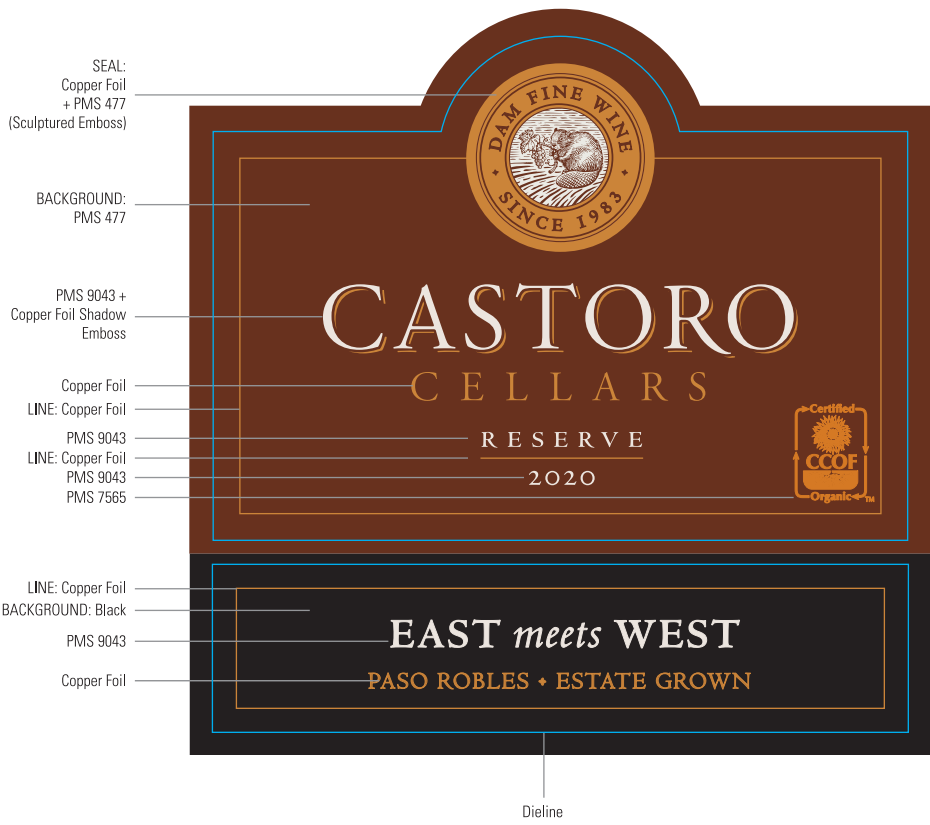 SEAL:
Copper Foil
+ PMS 477
(Sculptured Emboss)
BACKGROUND:
PMS 477
PMS 9043 +
Copper Foil Shadow
Emboss
Copper Foil
LINE: Copper Foil
PMS 9043
LINE: Copper Foil
PMS 9043
PMS 7565
LINE: Copper Foil
BACKGROUND: Black
PMS 9043
Copper Foil
DAM FINE WINE
• SINCE 1983 •
CASTORO
CELLARS
RESERVE
2020
Certified
CCOF
Organic TM
EAST meets WEST
PASO ROBLES • ESTATE GROWN
Dieline